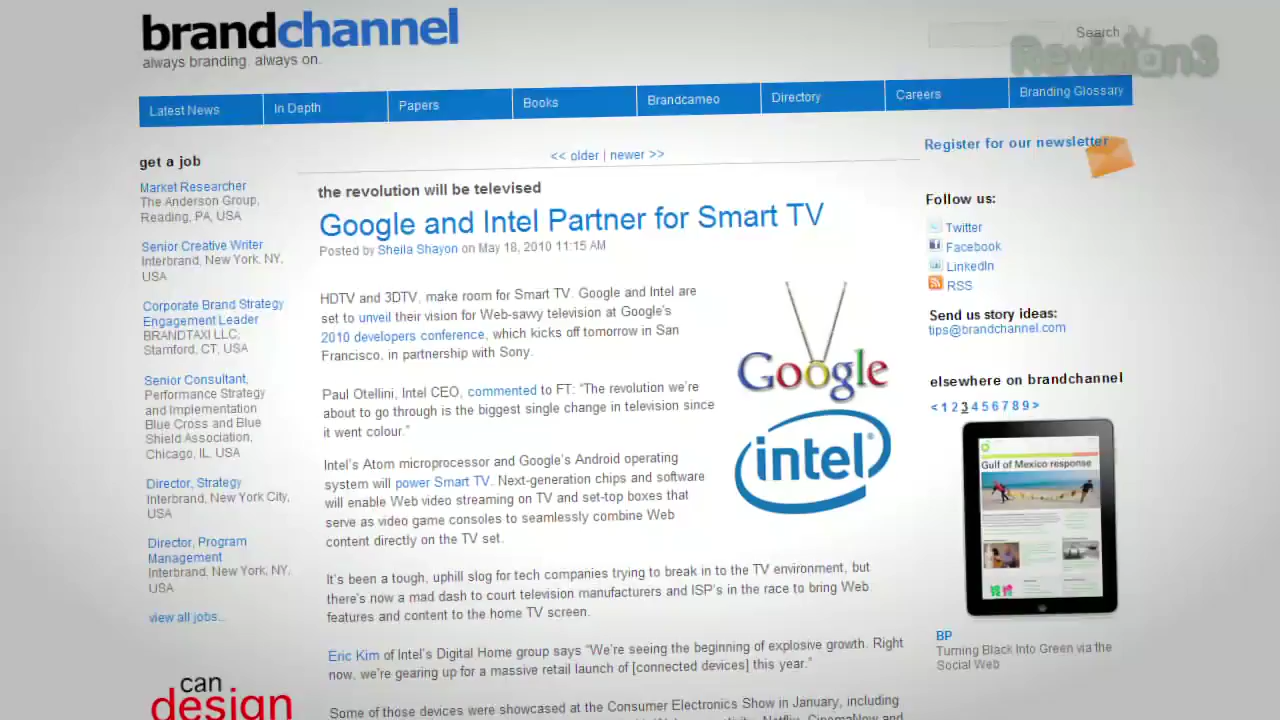 brandchannel
always branding. always on.
Search
Revision3
Latest News
In Depth
Papers
Books
Brandcameo
Directory
Careers
Branding Glossary
get a job
Market Researcher
The Anderson Group,
Reading, PA, USA
Senior Creative Writer
Interbrand, New York, NY,
USA
Corporate Brand Strategy
Engagement Leader
BRANDTAXI LLC,
Stamford, CT, USA
Senior Consultant,
Performance Strategy
and Implementation
Blue Cross and Blue
Shield Association,
Chicago, IL, USA
Director, Strategy
Interbrand, New York City,
USA
Director, Program
Management
Interbrand, New York, NY,
USA
view all jobs...
can
design
<< older | newer >>
the revolution will be televised
Google and Intel Partner for Smart TV
Posted by Sheila Shayon on May 18, 2010 11:15 AM
HDTV and 3DTV, make room for Smart TV. Google and Intel are
set to unveil their vision for Web-savvy television at Google's
2010 developers conference, which kicks off tomorrow in San
Francisco, in partnership with Sony.
Paul Otellini, Intel CEO, commented to FT: “The revolution we're
about to go through is the biggest single change in television since
it went colour.”
Intel's Atom microprocessor and Google's Android operating
system will power Smart TV. Next-generation chips and software
will enable Web video streaming on TV and set-top boxes that
serve as video game consoles to seamlessly combine Web
content directly on the TV set.
It's been a tough, uphill slog for tech companies trying to break in to the TV environment, but
there's now a mad dash to court television manufacturers and ISP's in the race to bring Web
features and content to the home TV screen.
Eric Kim of Intel's Digital Home group says “We're seeing the beginning of explosive growth. Right
now, we're gearing up for a massive retail launch of [connected devices] this year.”
Some of those devices were showcased at the Consumer Electronics Show in January, including
Google
intel
Register for our newsletter
Follow us:
Twitter
Facebook
LinkedIn
RSS
Send us story ideas:
tips@brandchannel.com
elsewhere on brandchannel
< 1 2 3 4 5 6 7 8 9 >
Gulf of Mexico response
BP
Turning Black Into Green via the
Social Web